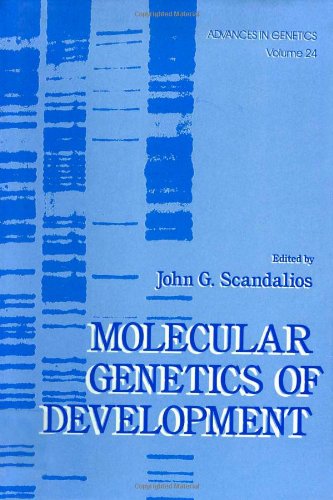 ADVANCES IN GENETICS
Volume 24
Edited by
John G. Scandalios
MOLECULAR
GENETICS OF
DEVELOPMENT